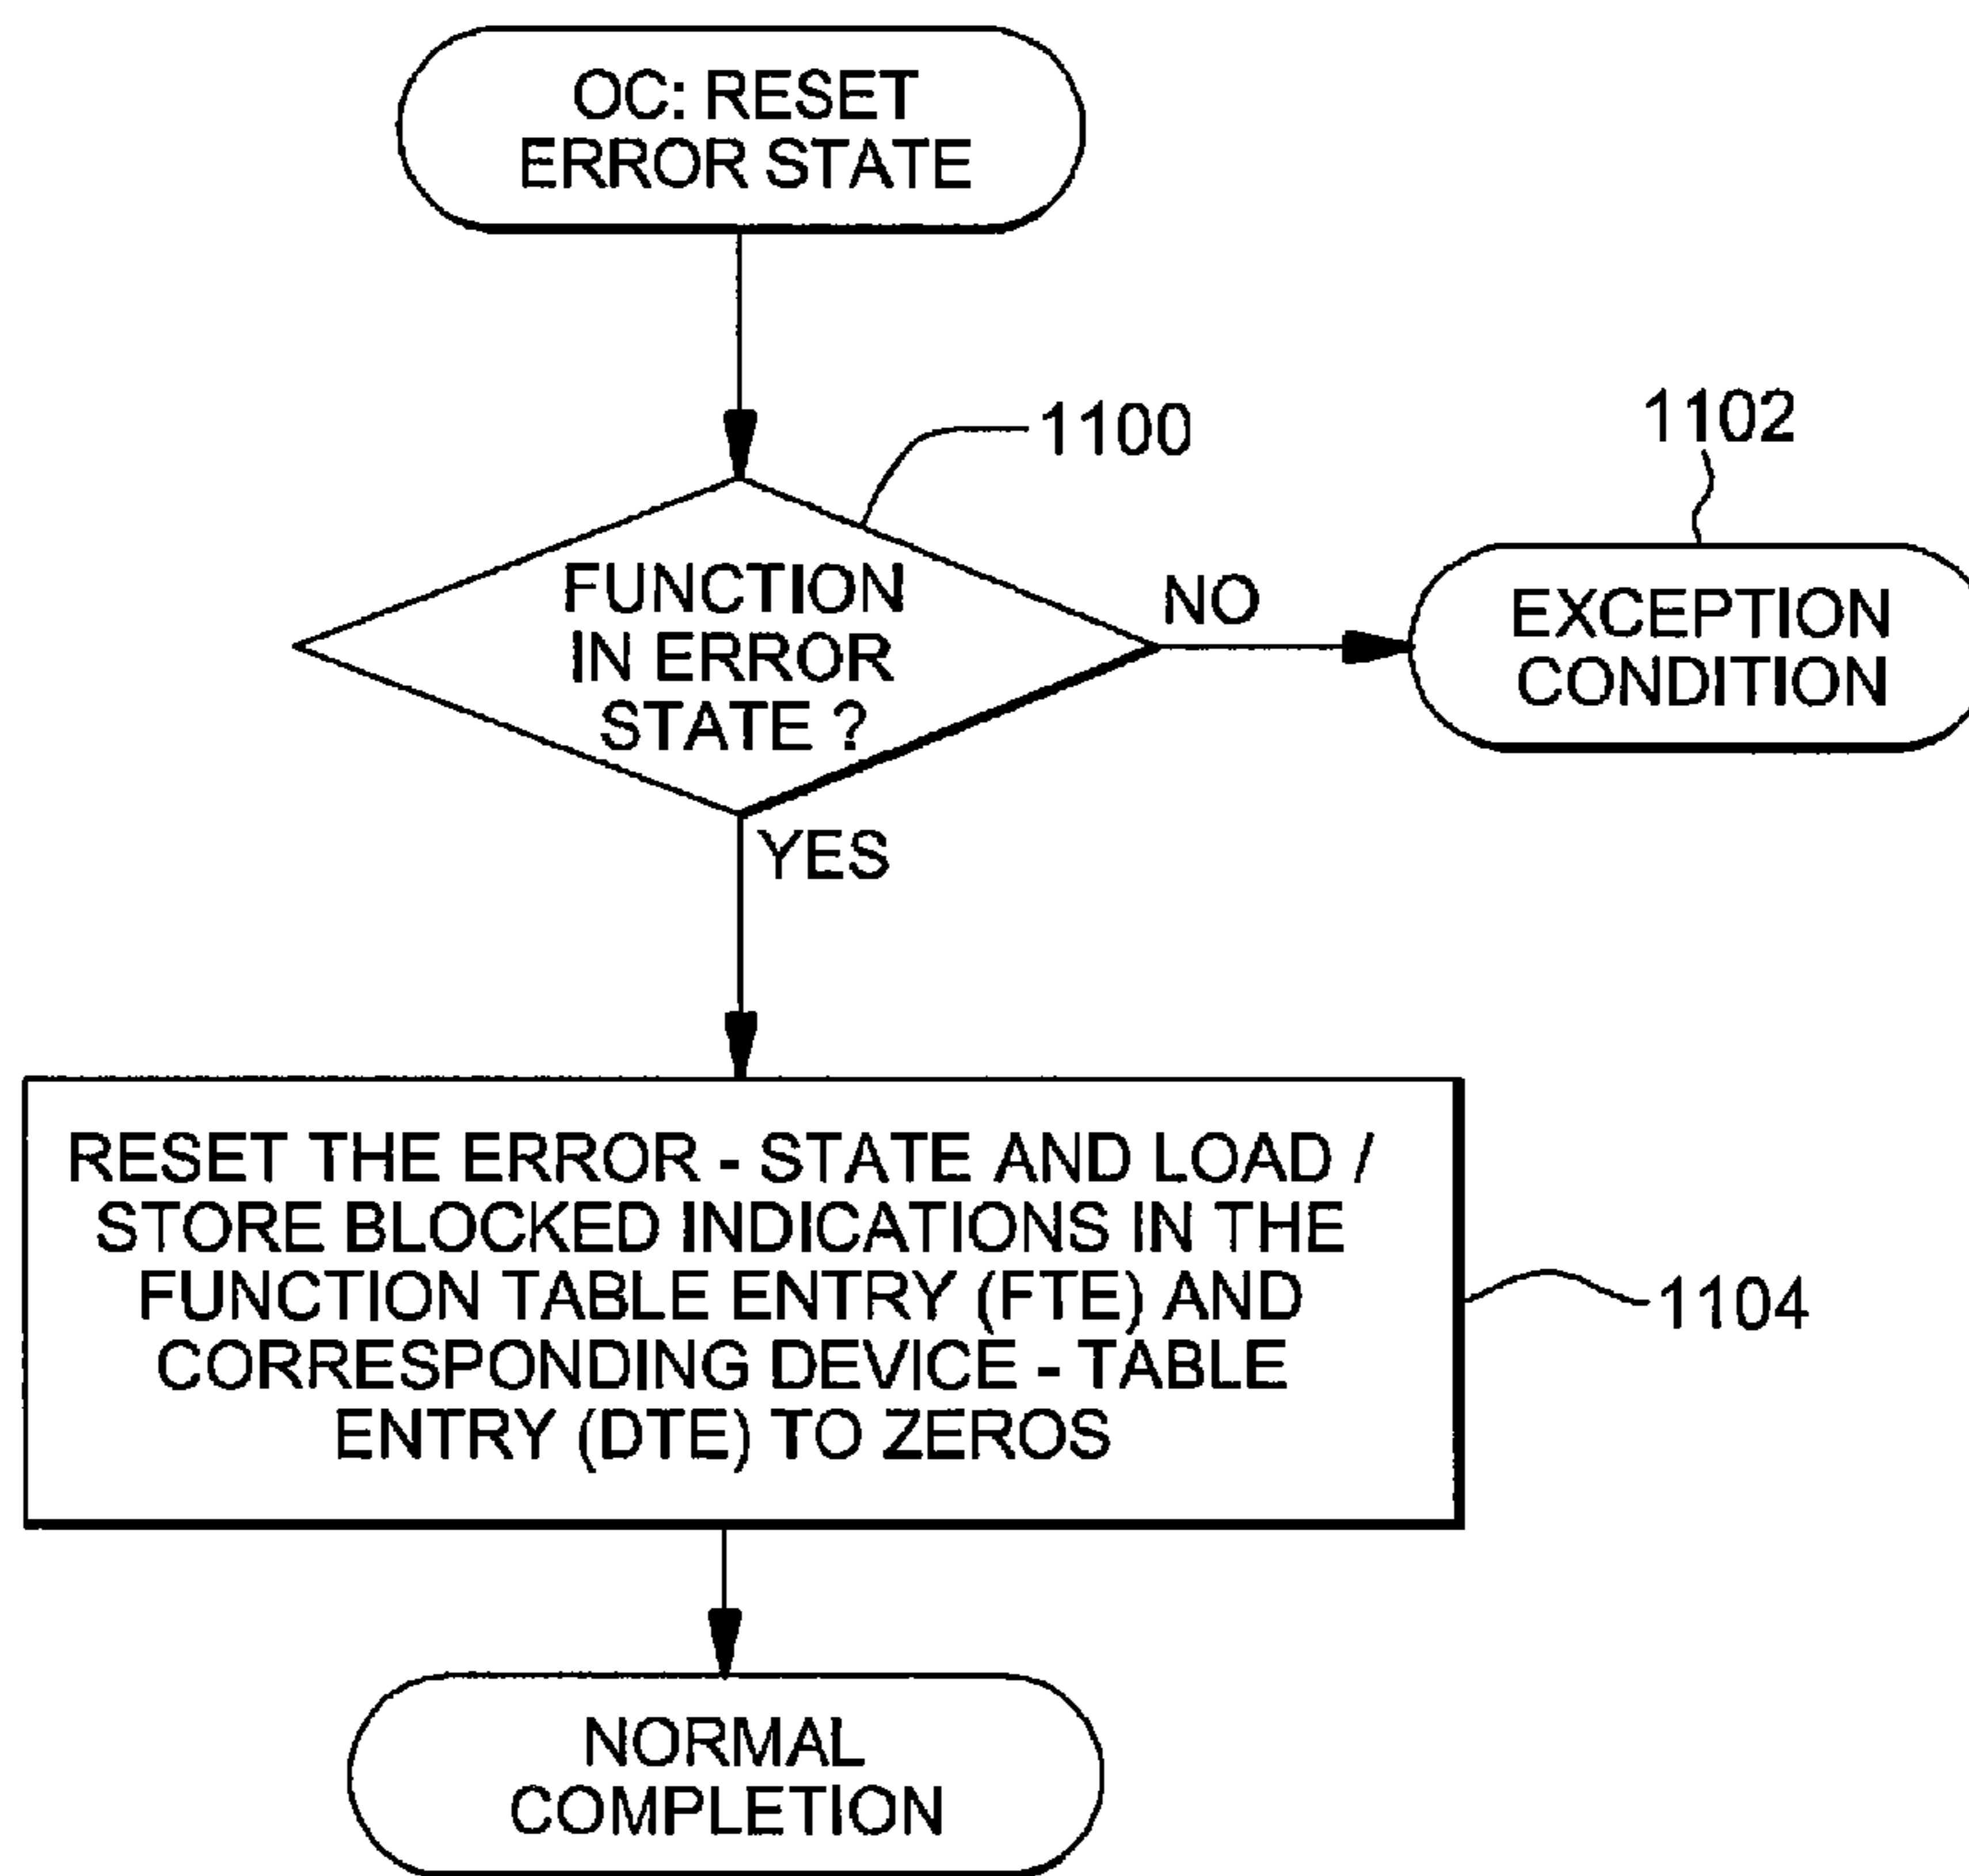 OC: RESET
ERROR STATE
1100
1102
FUNCTION
IN ERROR
STATE ?
NO
EXCEPTION
CONDITION
YES
RESET THE ERROR - STATE AND LOAD /
STORE BLOCKED INDICATIONS IN THE
FUNCTION TABLE ENTRY (FTE) AND
CORRESPONDING DEVICE - TABLE
ENTRY (DTE) TO ZEROS
1104
NORMAL
COMPLETION